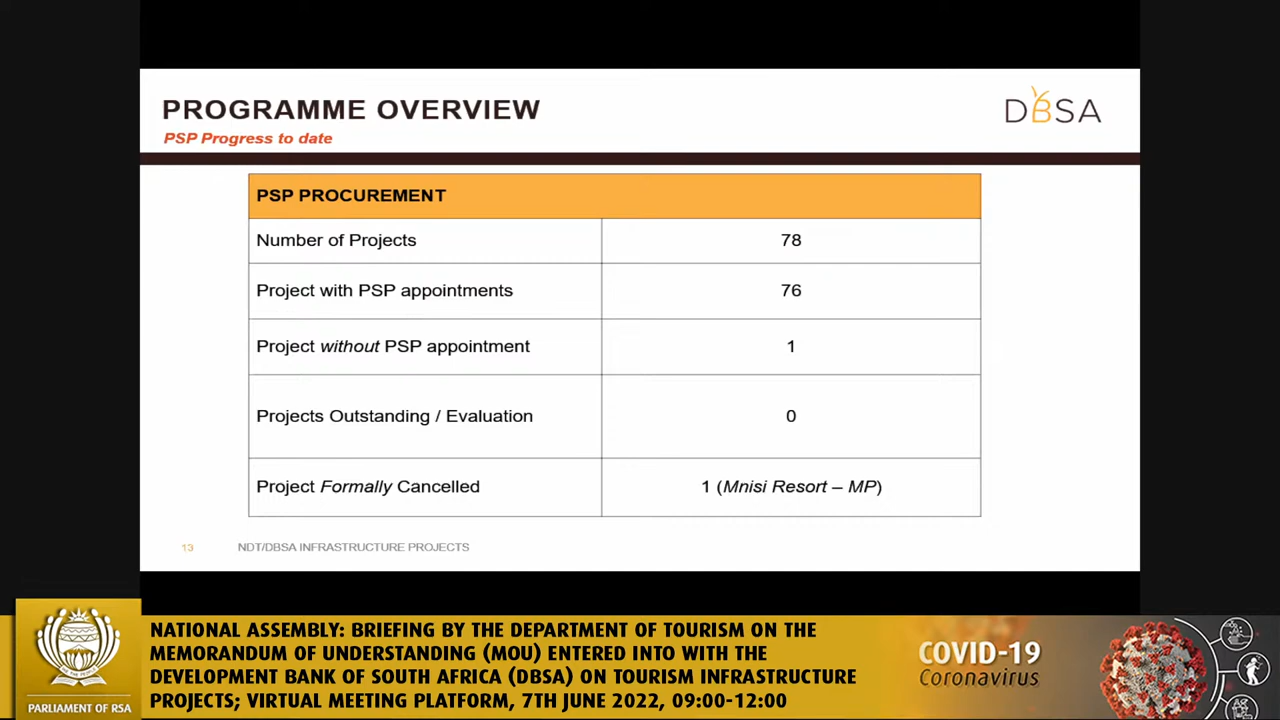 PROGRAMME OVERVIEW
PSP Progress to date
DBSA
PSP PROCUREMENT
Number of Projects 78
Project with PSP appointments 76
Project without PSP appointment 1
Projects Outstanding / Evaluation 0
Project Formally Cancelled 1 (Mnisi Resort – MP)
13 NDT/DBSA INFRASTRUCTURE PROJECTS
PARLIAMENT OF RSA
NATIONAL ASSEMBLY: BRIEFING BY THE DEPARTMENT OF TOURISM ON THE
MEMORANDUM OF UNDERSTANDING (MOU) ENTERED INTO WITH THE
DEVELOPMENT BANK OF SOUTH AFRICA (DBSA) ON TOURISM INFRASTRUCTURE
PROJECTS; VIRTUAL MEETING PLATFORM, 7TH JUNE 2022, 09:00-12:00
COVID-19
Coronavirus